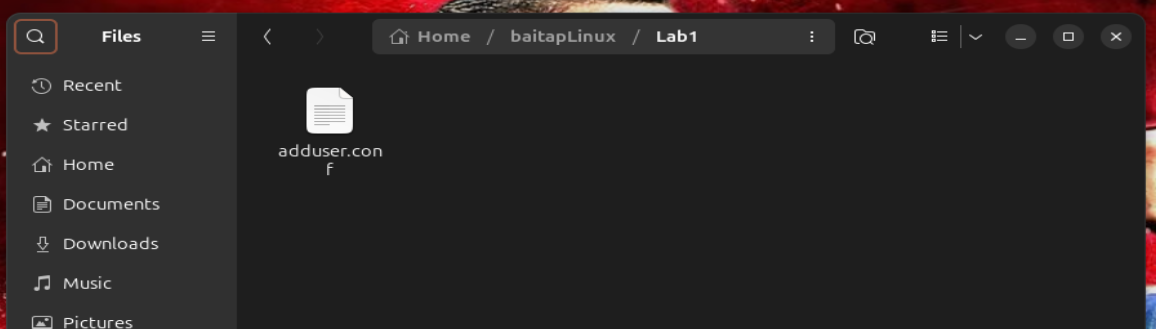 Files
Home / baitapLinux / Lab1
Recent
Starred
Home
Documents
Downloads
Music
Pictures
adduser.con
f